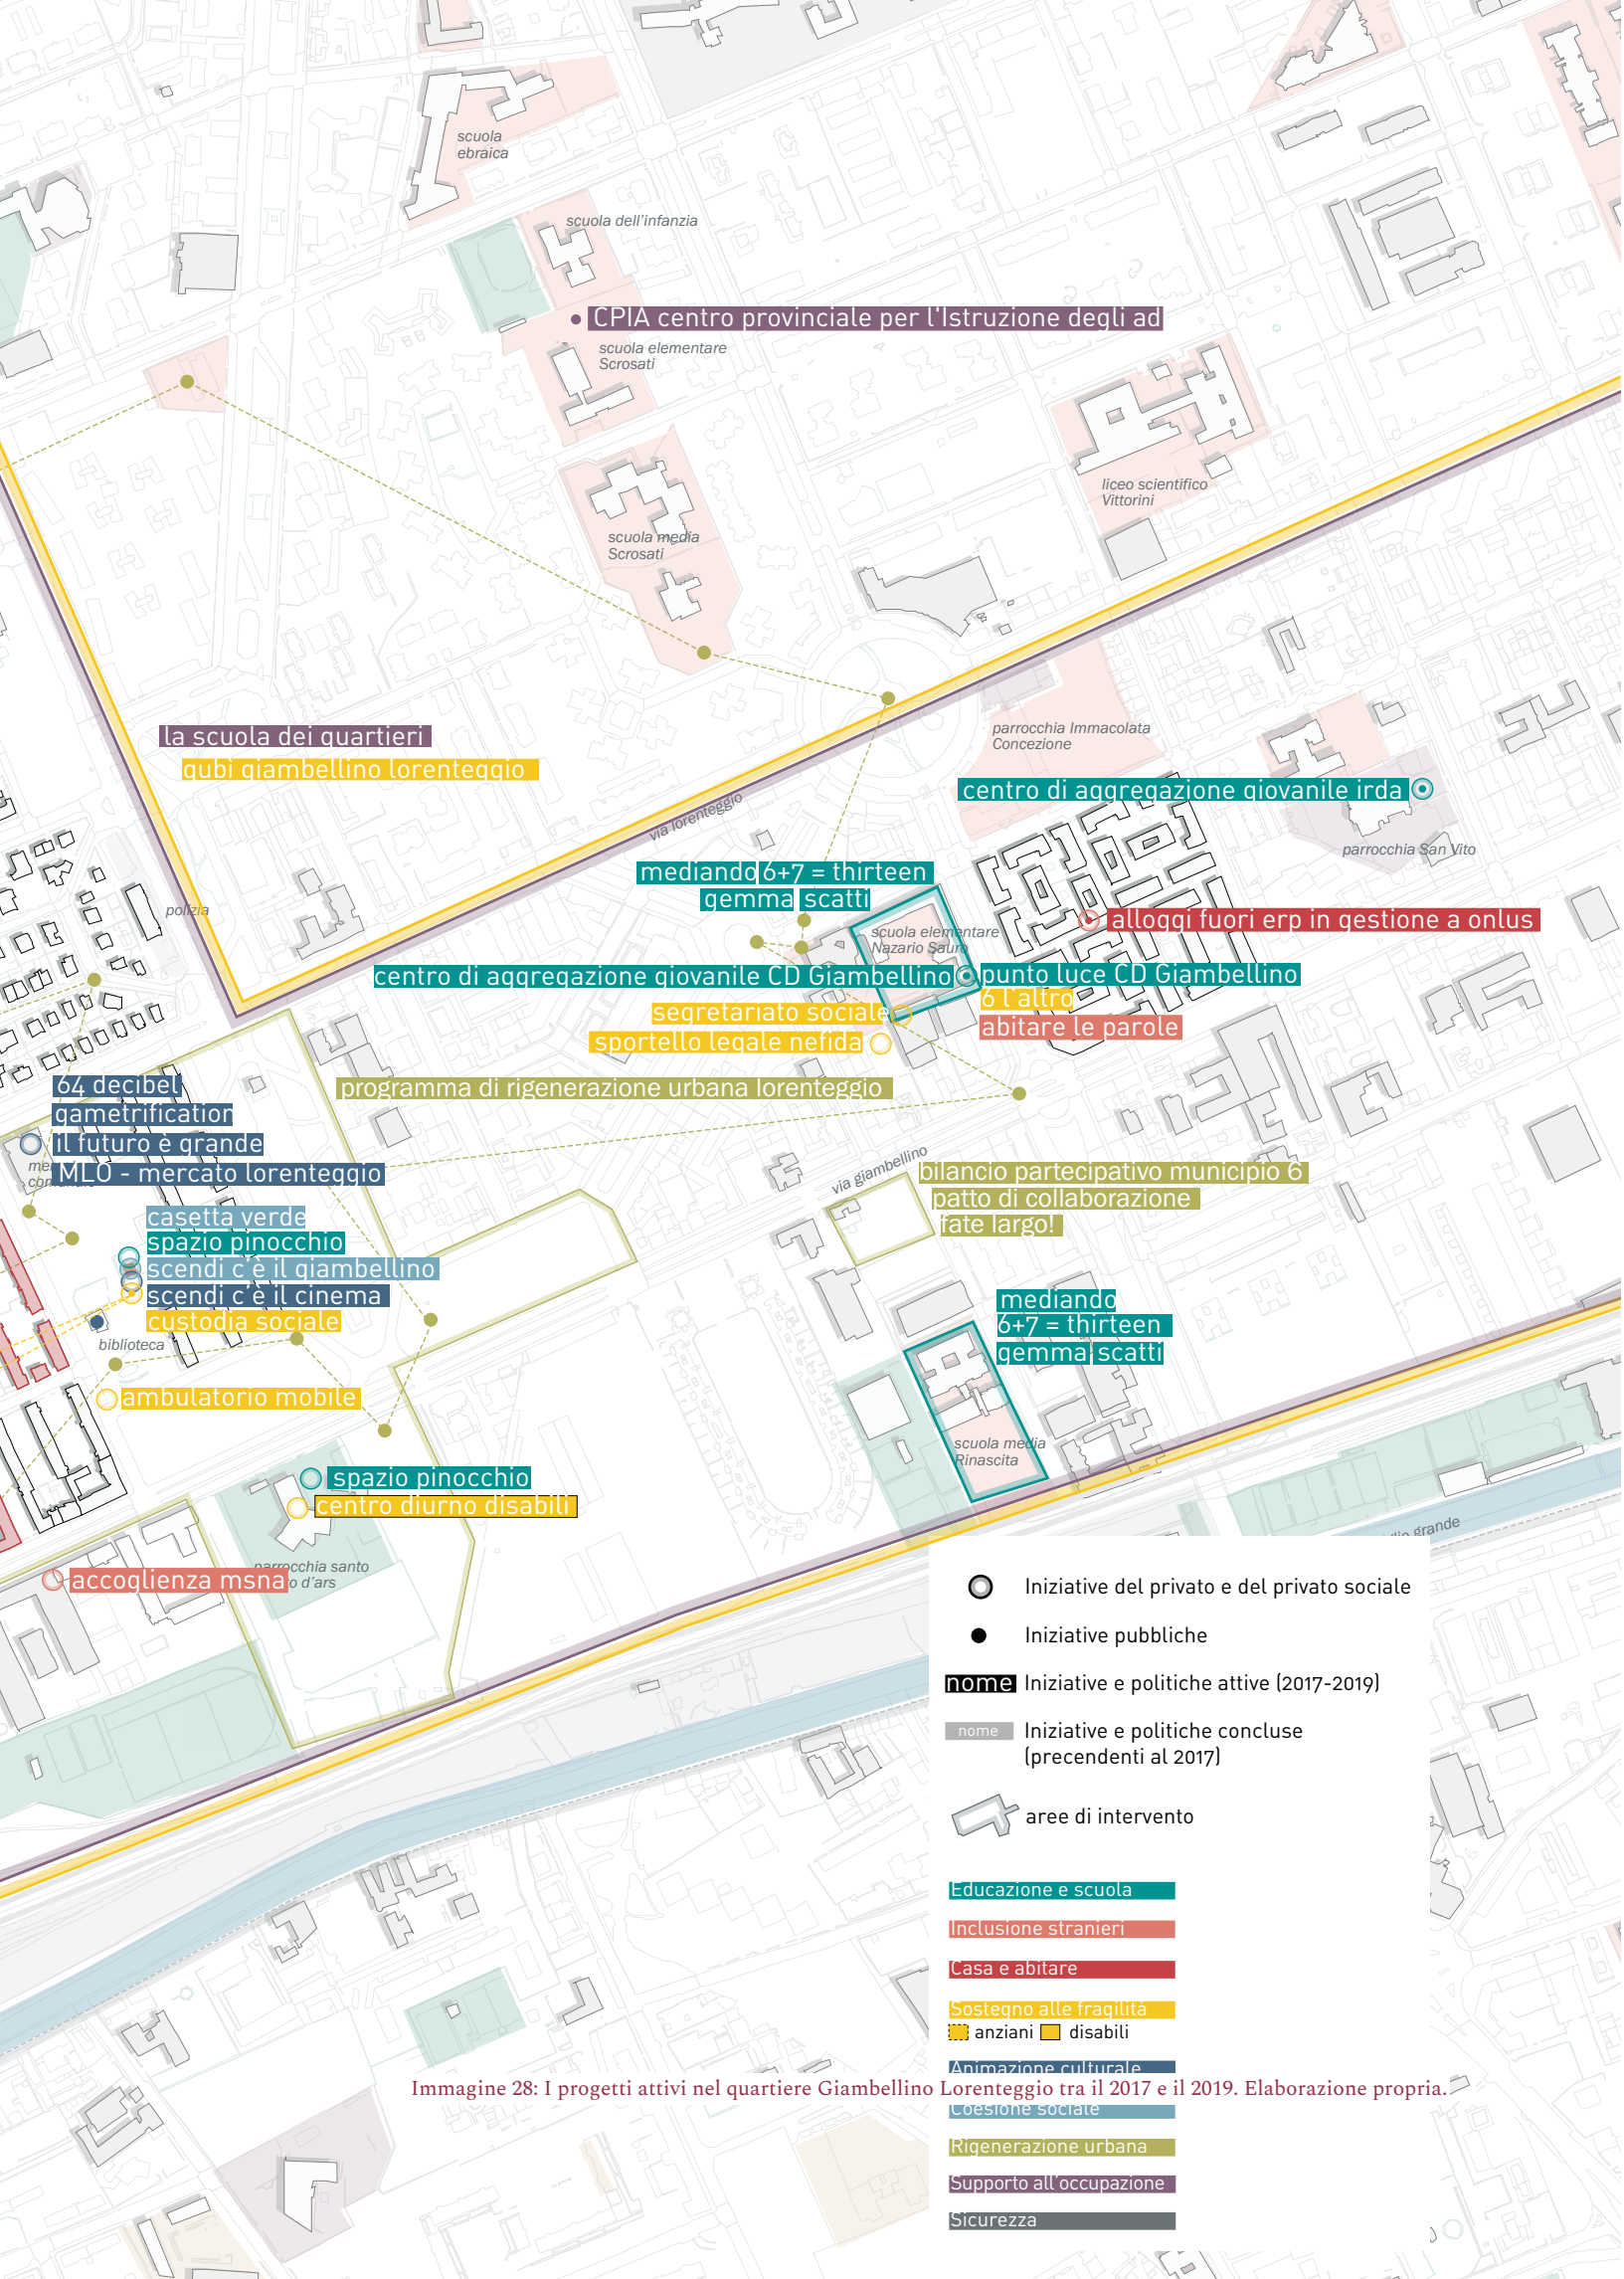 scuola
ebraica
scuola dell'infanzia
CPIA centro provinciale per l'Istruzione degli ad
scuola elementare
Scrosati
liceo scientifico
Vittorini
scuola media
Scrosati
parrocchia Immacolata
Concezione
la scuola dei quartieri
qubì giambellino lorenteggio
centro di aggregazione giovanile irda
via lorenteggio
parrocchia San Vito
mediando 6+7 = thirteen
gemma scatti
polizia
alloggi fuori erp in gestione a onlus
scuola elementare
Nazario Sauro
centro di aggregazione giovanile CD Giambellino
punto luce CD Giambellino
6 l'altro
segretariato sociale
abitare le parole
sportello legale nefida
programma di rigenerazione urbana lorenteggio
64 decibel
gametrification
il futuro è grande
MLO - mercato lorenteggio
via giambellino
bilancio partecipativo municipio 6
patto di collaborazione
fate largo!
casetta verde
spazio pinocchio
scendi c'è il giambellino
scendi c'è il cinema
custodia sociale
biblioteca
mediando
6+7 = thirteen
gemma scatti
ambulatorio mobile
scuola media
Rinascita
spazio pinocchio
centro diurno disabili
grande
parrocchia santo
d'ars
accoglienza msna
Iniziative del privato e del privato sociale
Iniziative pubbliche
nome Iniziative e politiche attive (2017-2019)
nome Iniziative e politiche concluse
(precendenti al 2017)
aree di intervento
Educazione e scuola
Inclusione stranieri
Casa e abitare
Sostegno alle fragilità
anziani disabili
Animazione culturale
Immagine 28: I progetti attivi nel quartiere Giambellino Lorenteggio tra il 2017 e il 2019. Elaborazione propria.
Coesione sociale
Rigenerazione urbana
Supporto all'occupazione
Sicurezza